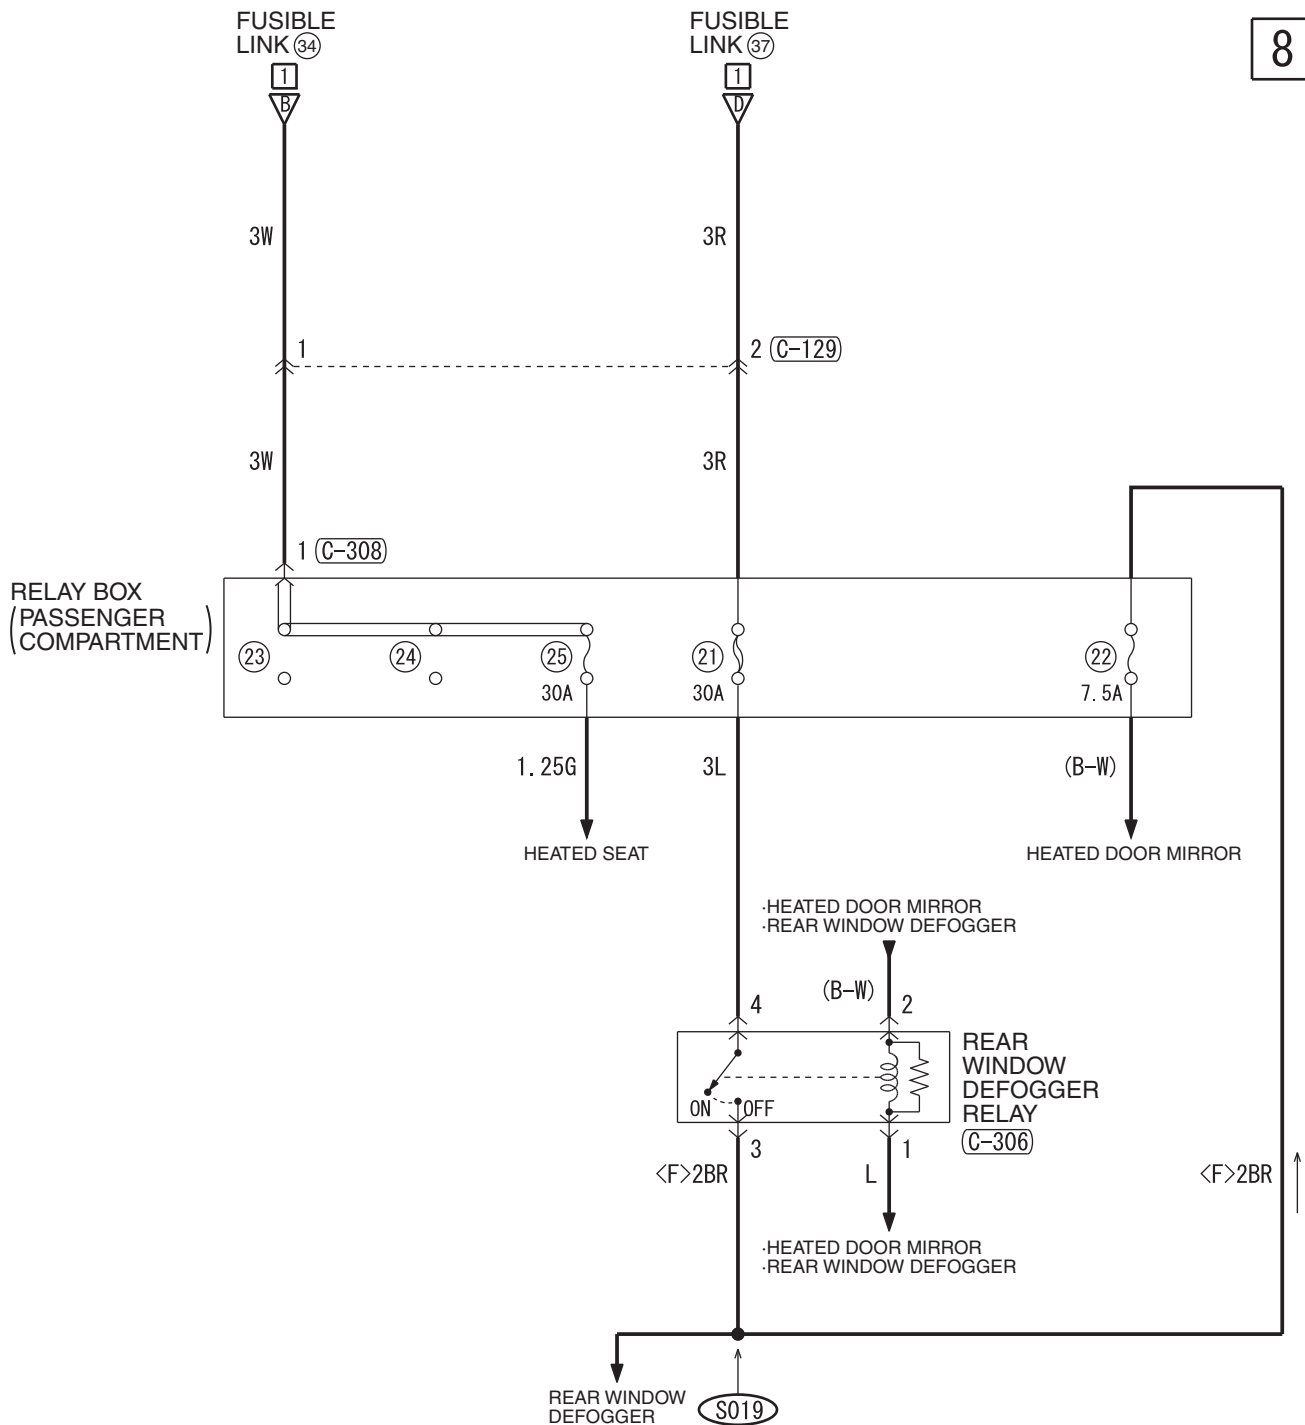 FUSIBLE
LINK 34
1
B
FUSIBLE
LINK 37
1
D
8
3W
3R
1
2 C-129
3W
3R
1 C-308
RELAY BOX
(PASSENGER
COMPARTMENT)
23
24
25
21
22
30A
30A
7.5A
1.25G
3L
(B-W)
HEATED SEAT
HEATED DOOR MIRROR
·HEATED DOOR MIRROR
·REAR WINDOW DEFOGGER
(B-W)
4
2
REAR
WINDOW
DEFOGGER
RELAY
C-306
ON
OFF
3
1
<F>2BR
L
<F>2BR
·HEATED DOOR MIRROR
·REAR WINDOW DEFOGGER
REAR WINDOW
DEFOGGER
S019